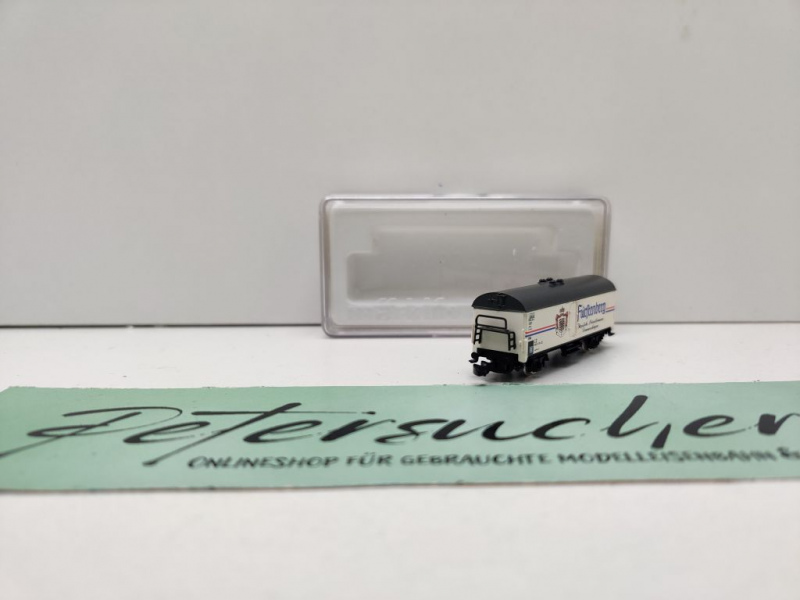 Fürstenberg
Petersucher
ONLINESHOP FÜR GEBRAUCHTE MODELLEISENBAHN &